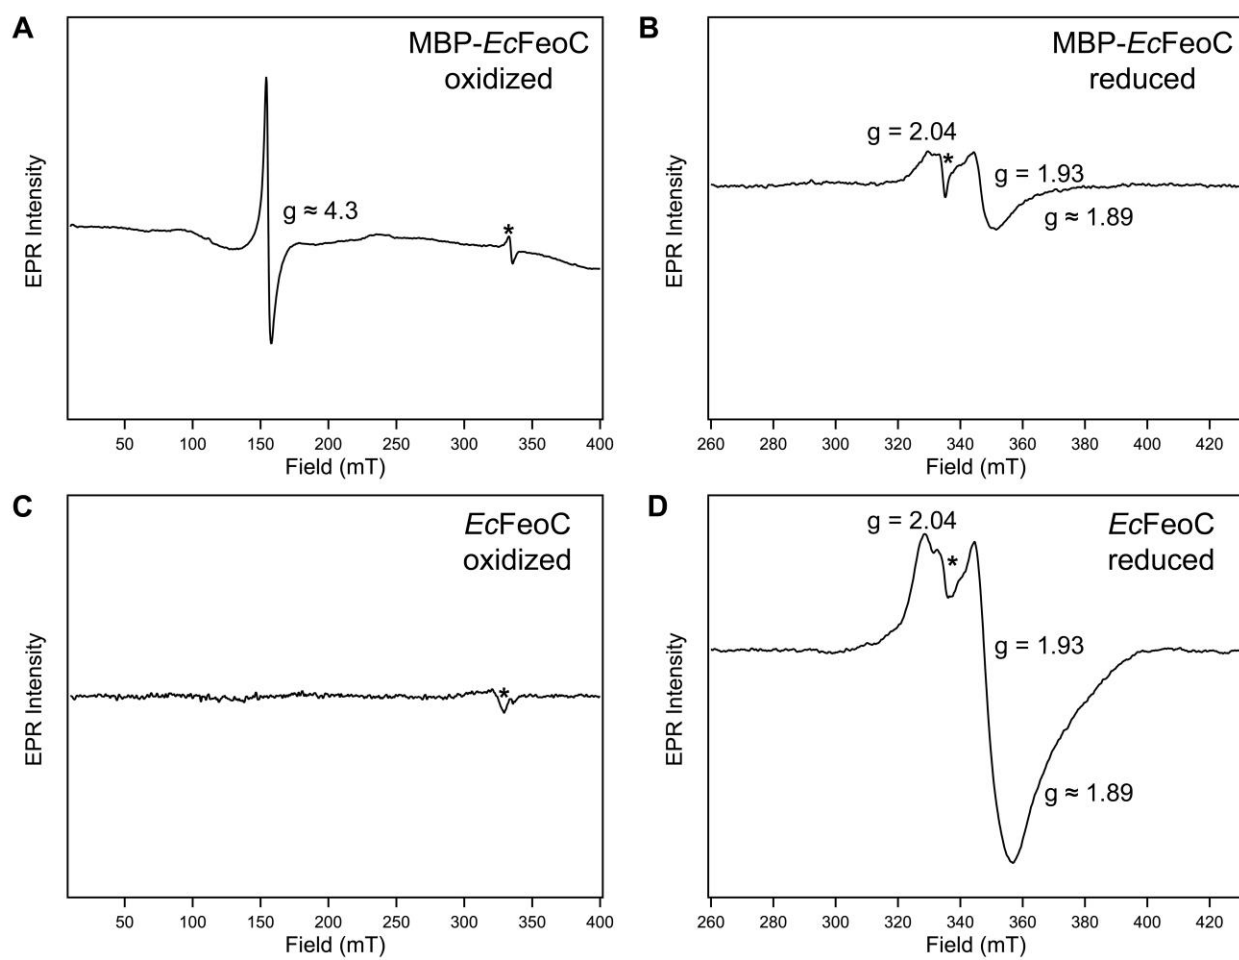 A
MBP-EcFeoC
oxidized
g ≈ 4.3
*
EPR Intensity
50 100 150 200 250 300 350 400
Field (mT)
B
MBP-EcFeoC
reduced
g = 2.04
*
g = 1.93
g ≈ 1.89
EPR Intensity
260 280 300 320 340 360 380 400 420
Field (mT)
C
EcFeoC
oxidized
*
EPR Intensity
50 100 150 200 250 300 350 400
Field (mT)
D
EcFeoC
reduced
g = 2.04
*
g = 1.93
g ≈ 1.89
EPR Intensity
260 280 300 320 340 360 380 400 420
Field (mT)